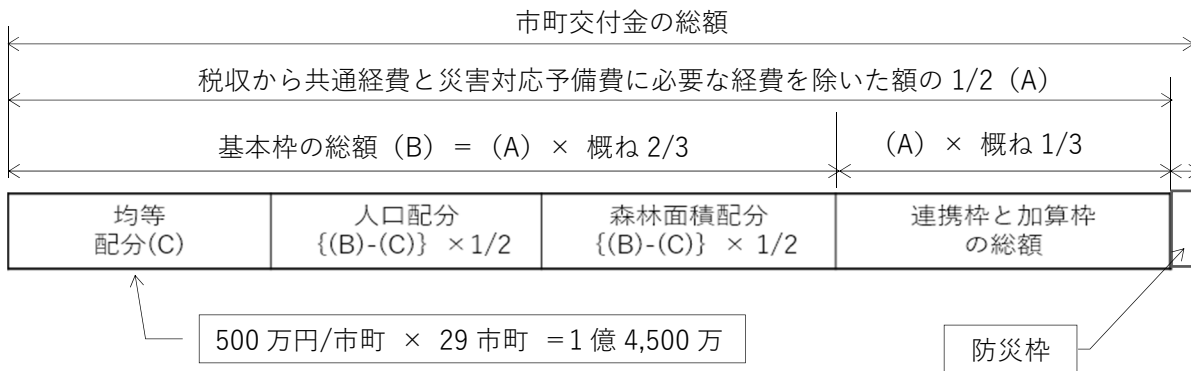 市町交付金の総額
税収から共通経費と災害対応予備費に必要な経費を除いた額の 1/2（A）
基本枠の総額（B） ＝ （A） × 概ね 2/3
（A） × 概ね 1/3
均等
配分(C)
人口配分
{(B)-(C)} ×1/2
森林面積配分
{(B)-(C)} × 1/2
連携枠と加算枠
の総額
500 万円/市町 × 29 市町 ＝1 億 4,500 万
防災枠